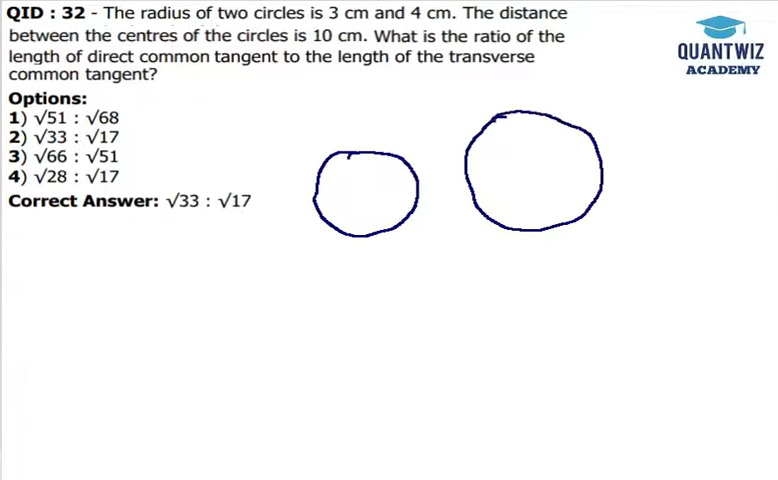 QID : 32 - The radius of two circles is 3 cm and 4 cm. The distance
between the centres of the circles is 10 cm. What is the ratio of the
length of direct common tangent to the length of the transverse
common tangent?
Options:
1) √51 : √68
2) √33 : √17
3) √66 : √51
4) √28 : √17
Correct Answer: √33 : √17
QUANTWIZ
ACADEMY